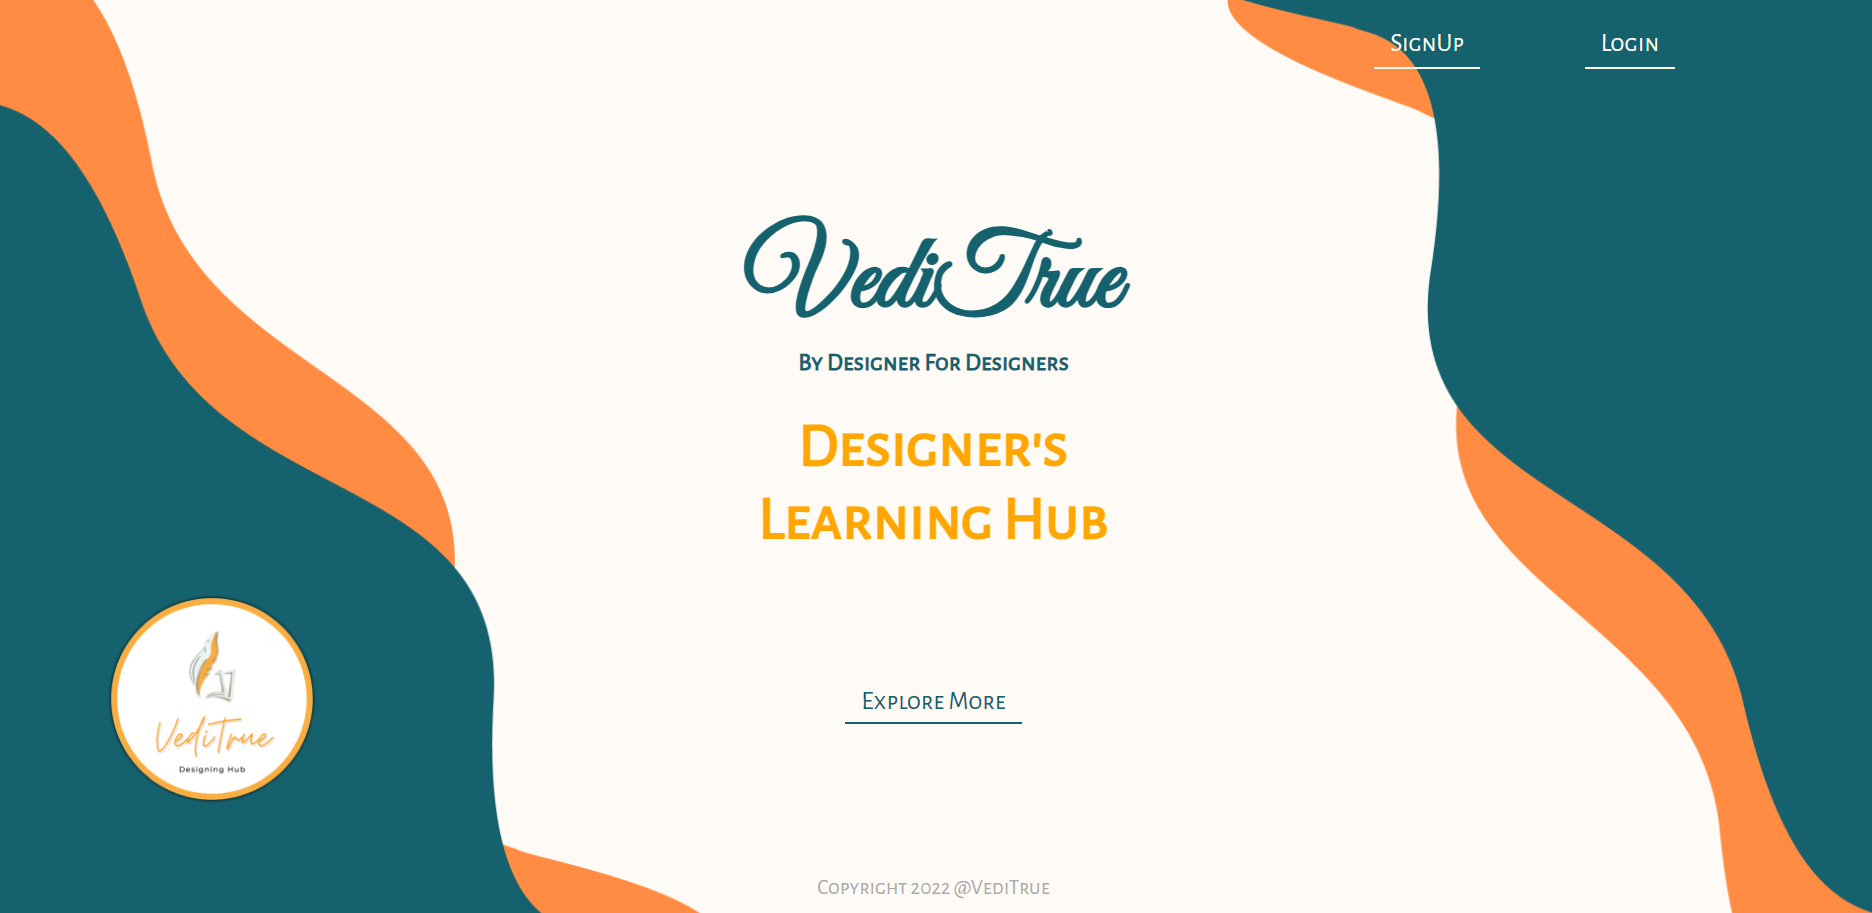 SignUp
Login
VediTrue
By Designer For Designers
Designer's
Learning Hub
Explore More
VediTrue
Designing Hub
Copyright 2022 @VediTrue